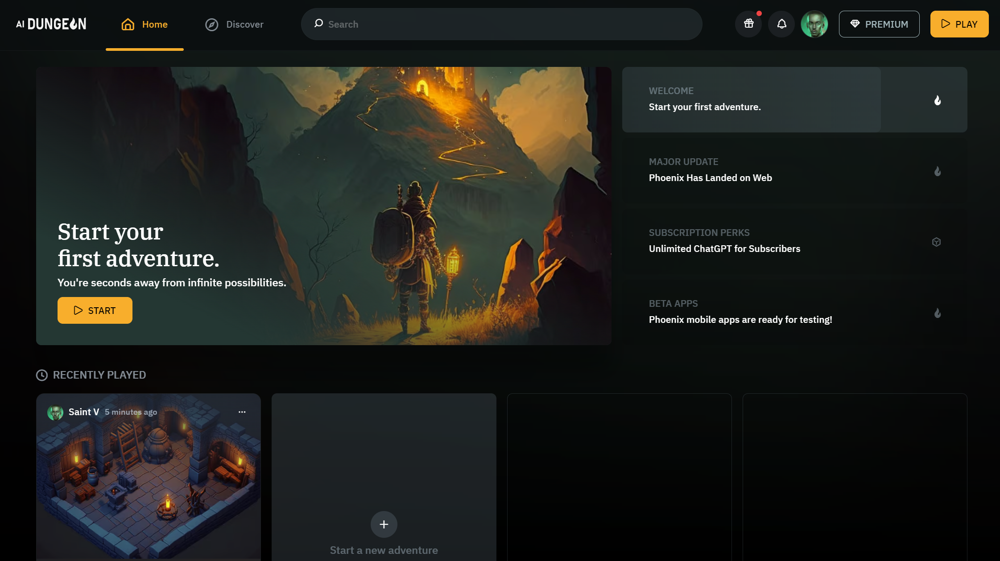 AI DUNGEON
Home
Discover
Search
PREMIUM
PLAY
Start your
first adventure.
You're seconds away from infinite possibilities.
START
WELCOME
Start your first adventure.
MAJOR UPDATE
Phoenix Has Landed on Web
SUBSCRIPTION PERKS
Unlimited ChatGPT for Subscribers
BETA APPS
Phoenix mobile apps are ready for testing!
RECENTLY PLAYED
Saint V 5 minutes ago
Start a new adventure